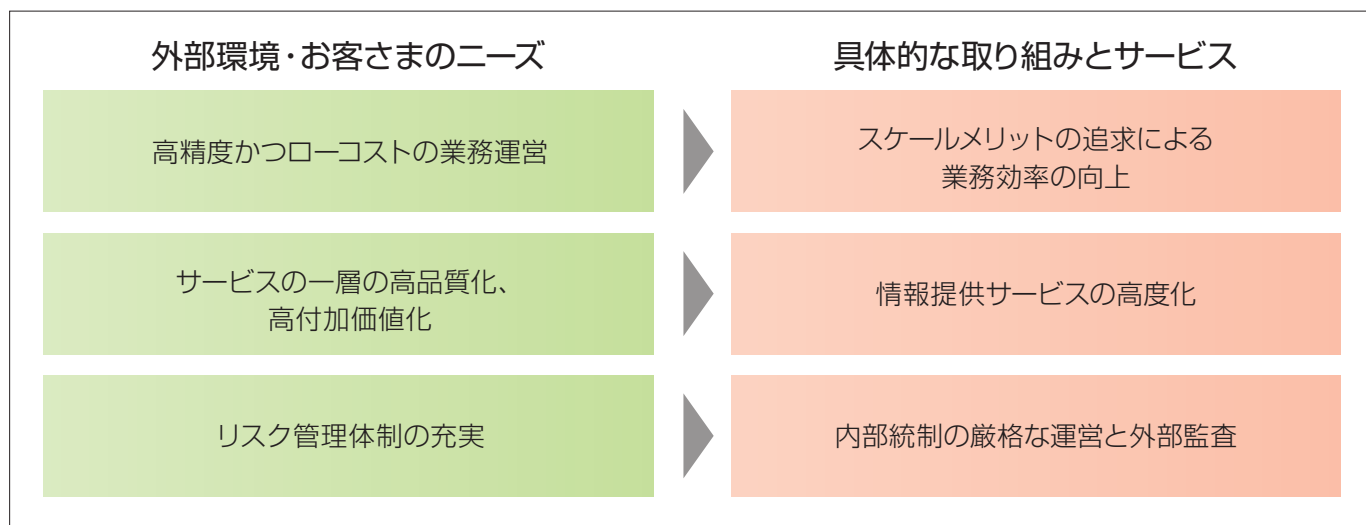 外部環境・お客さまのニーズ
具体的な取り組みとサービス
高精度かつローコストの業務運営
スケールメリットの追求による
業務効率の向上
サービスの一層の高品質化、
高付加価値化
情報提供サービスの高度化
リスク管理体制の充実
内部統制の厳格な運営と外部監査